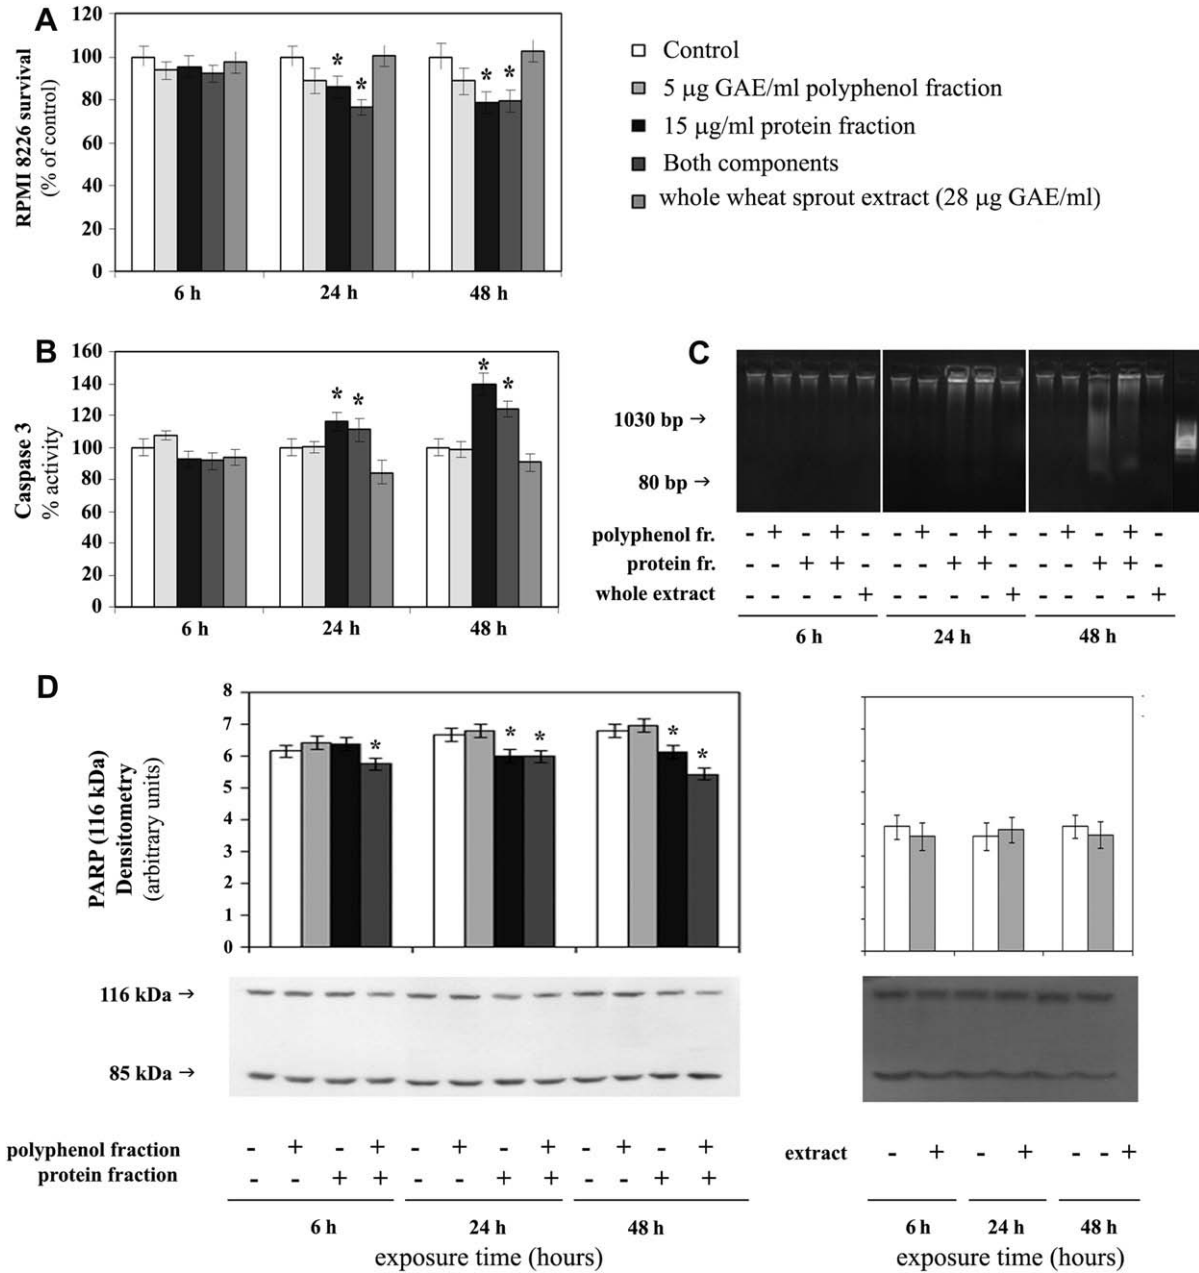 A
RPMI 8226 survival
(% of control)
120
100
80
60
40
20
0
* * * *
6 h 24 h 48 h
Control
5 μg GAE/ml polyphenol fraction
15 μg/ml protein fraction
Both components
whole wheat sprout extract (28 μg GAE/ml)
B
Caspase 3
% activity
160
140
120
100
80
60
40
20
0
* * * *
6 h 24 h 48 h
C
1030 bp →
80 bp →
polyphenol fr. - + - + - - + - + - - + - + -
protein fr. - - + + - - - + + - - - + + -
whole extract - - - - + - - - - + - - - - +
6 h 24 h 48 h
D
PARP (116 kDa)
Densitometry
(arbitrary units)
8
7
6
5
4
3
2
1
0
* * * * *
116 kDa →
85 kDa →
polyphenol fraction - + - + - + - + - + - +
protein fraction - - + + - - + + - - + +
6 h 24 h 48 h
exposure time (hours)
extract - + - + - - +
6 h 24 h 48 h
exposure time (hours)